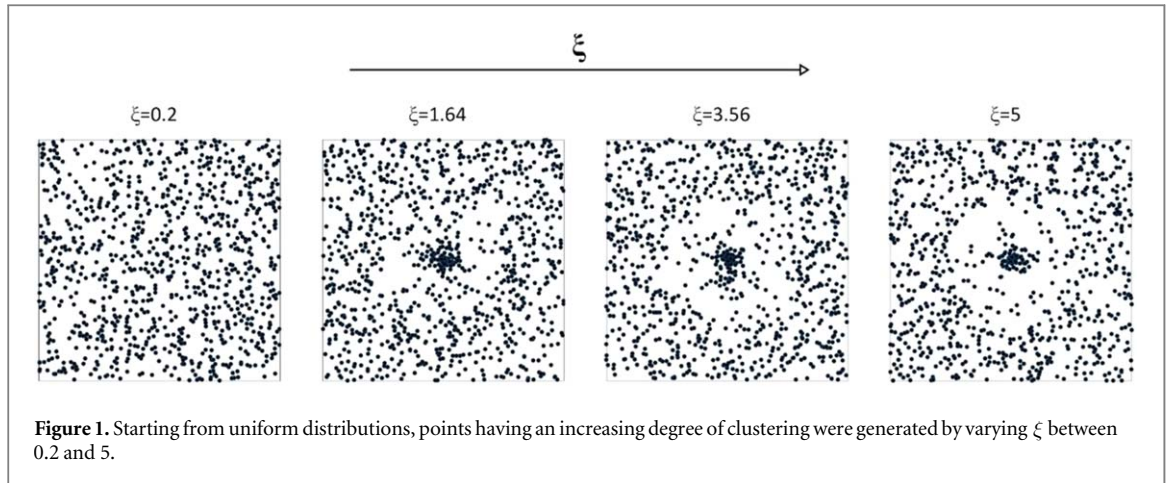 ξ
ξ=0.2 ξ=1.64 ξ=3.56 ξ=5
Figure 1. Starting from uniform distributions, points having an increasing degree of clustering were generated by varying ξ between
0.2 and 5.